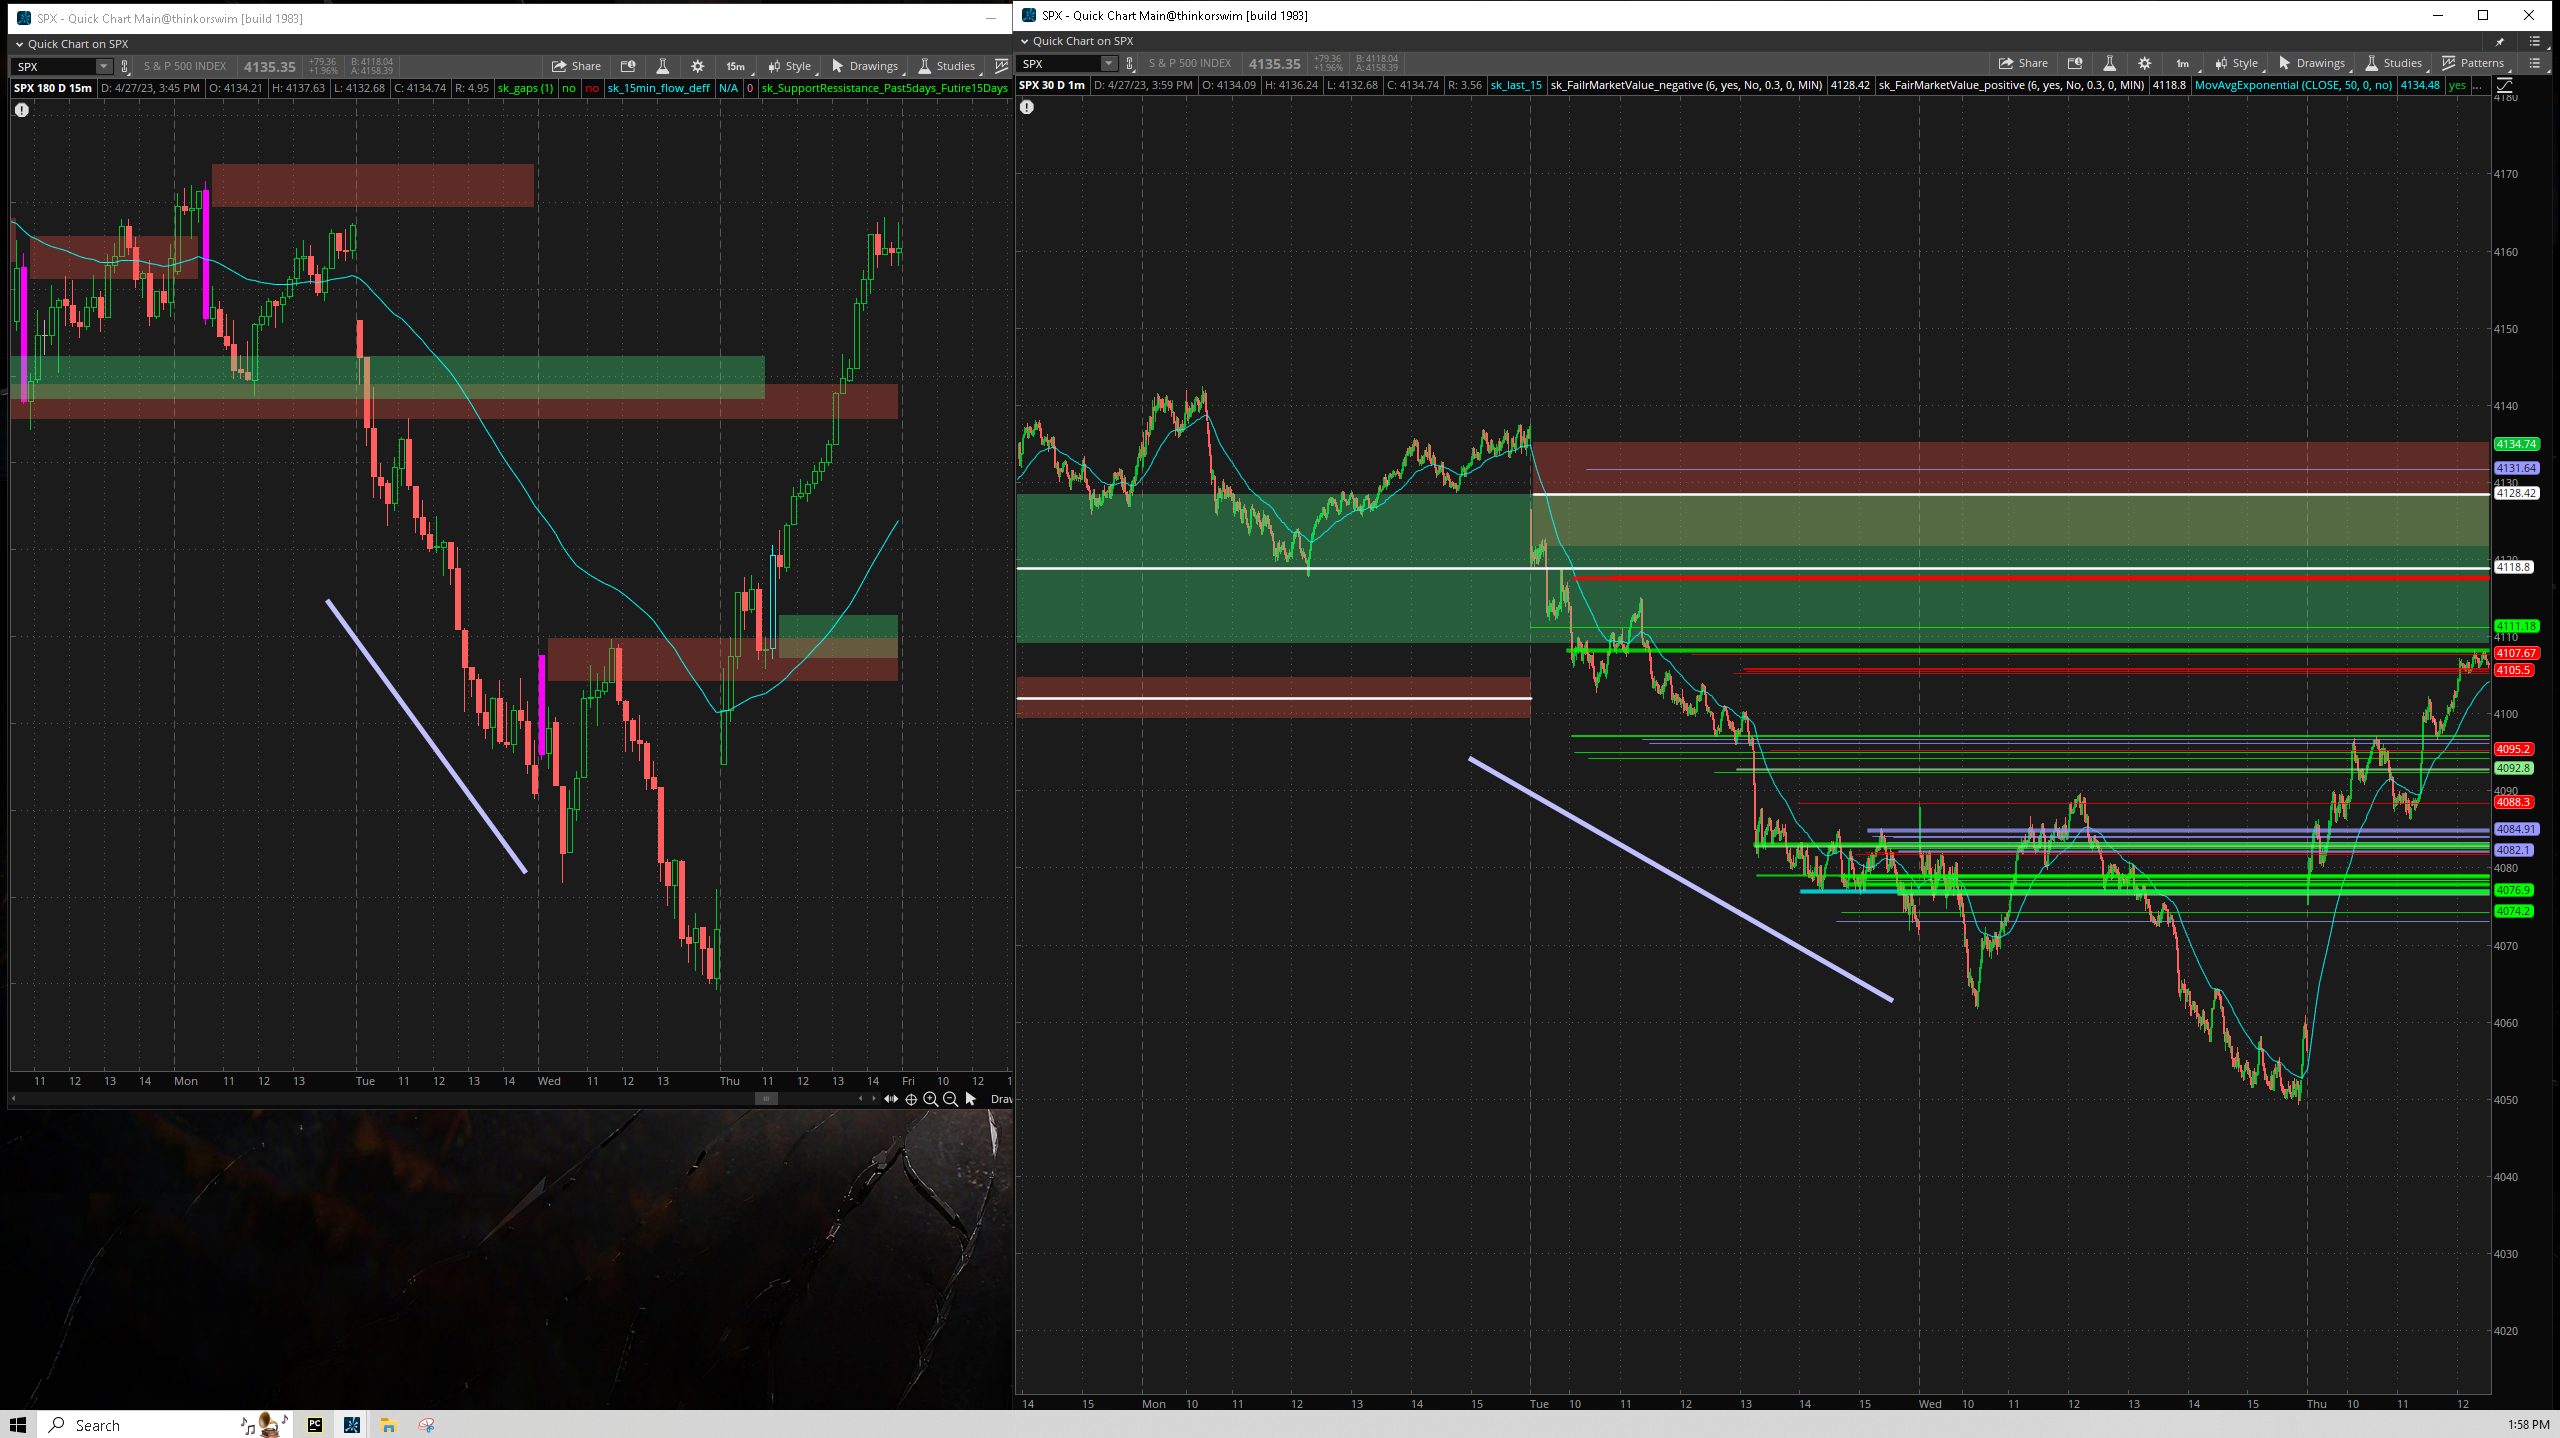 SPX - Quick Chart Main@thinkorswim [build 1983]
Quick Chart on SPX
SPX S & P 500 INDEX 4135.35 +79.36 +1.96% B: 4118.04 A: 4158.39 Share 15m Style Drawings Studies
SPX 180 D 15m D: 4/27/23, 3:45 PM O: 4134.21 H: 4137.63 L: 4132.68 C: 4134.74 R: 4.95 sk_gaps (1) no no sk_15min_flow_deff N/A 0 sk_SupportRessistance_Past5days_Futire15Days
11 12 13 14 Mon 11 12 13 Tue 11 12 13 14 Wed 11 12 13 Thu 11 12 13 14 Fri 10 12 1
Drav
SPX - Quick Chart Main@thinkorswim [build 1983]
Quick Chart on SPX
SPX S & P 500 INDEX 4135.35 +79.36 +1.96% B: 4118.04 A: 4158.39 Share 1m Style Drawings Studies Patterns
SPX 30 D 1m D: 4/27/23, 3:59 PM O: 4134.09 H: 4136.24 L: 4132.68 C: 4134.74 R: 3.56 sk_last_15 sk_FailrMarketValue_negative (6, yes, No, 0.3, 0, MIN) 4128.42 sk_FairMarketValue_positive (6, yes, No, 0.3, 0, MIN) 4118.8 MovAvgExponential (CLOSE, 50, 0, no) 4134.48 yes ...
4180
4170
4160
4150
4140
4134.74
4131.64
4130
4128.42
4120
4118.8
4111.18
4110
4107.67
4105.5
4100
4095.2
4092.8
4090
4088.3
4084.91
4082.1
4080
4076.9
4074.2
4070
4060
4050
4040
4030
4020
14 15 Mon 10 11 12 13 14 15 Tue 10 11 12 13 14 15 Wed 10 11 12 13 14 15 Thu 10 11 12
Search
PC
1:58 PM